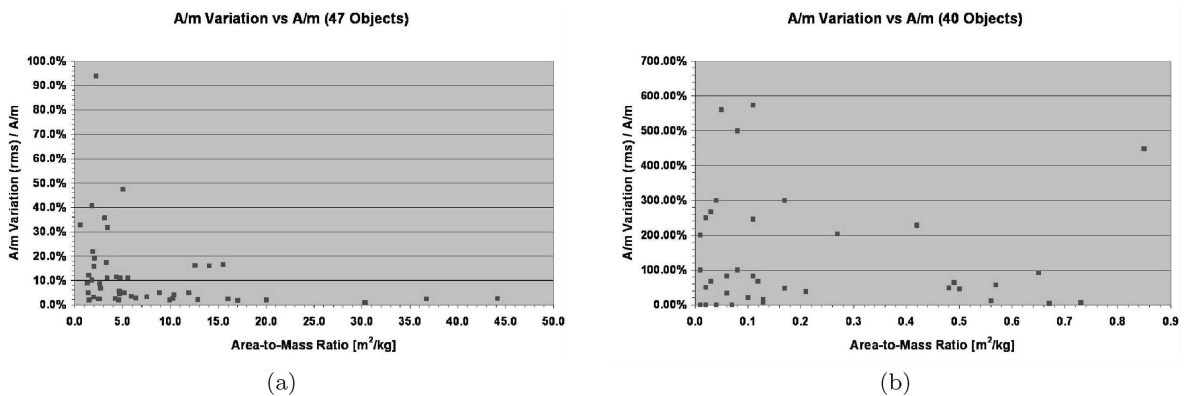 A/m Variation vs A/m (47 Objects)
A/m Variation (rms) / A/m
100.0%
90.0%
80.0%
70.0%
60.0%
50.0%
40.0%
30.0%
20.0%
10.0%
0.0%
0.0 5.0 10.0 15.0 20.0 25.0 30.0 35.0 40.0 45.0 50.0
Area-to-Mass Ratio [m²/kg]
(a)
A/m Variation vs A/m (40 Objects)
A/m Variation (rms) / A/m
700.00%
600.00%
500.00%
400.00%
300.00%
200.00%
100.00%
0.00%
0.0 0.1 0.2 0.3 0.4 0.5 0.6 0.7 0.8 0.9
Area-to-Mass Ratio [m²/kg]
(b)